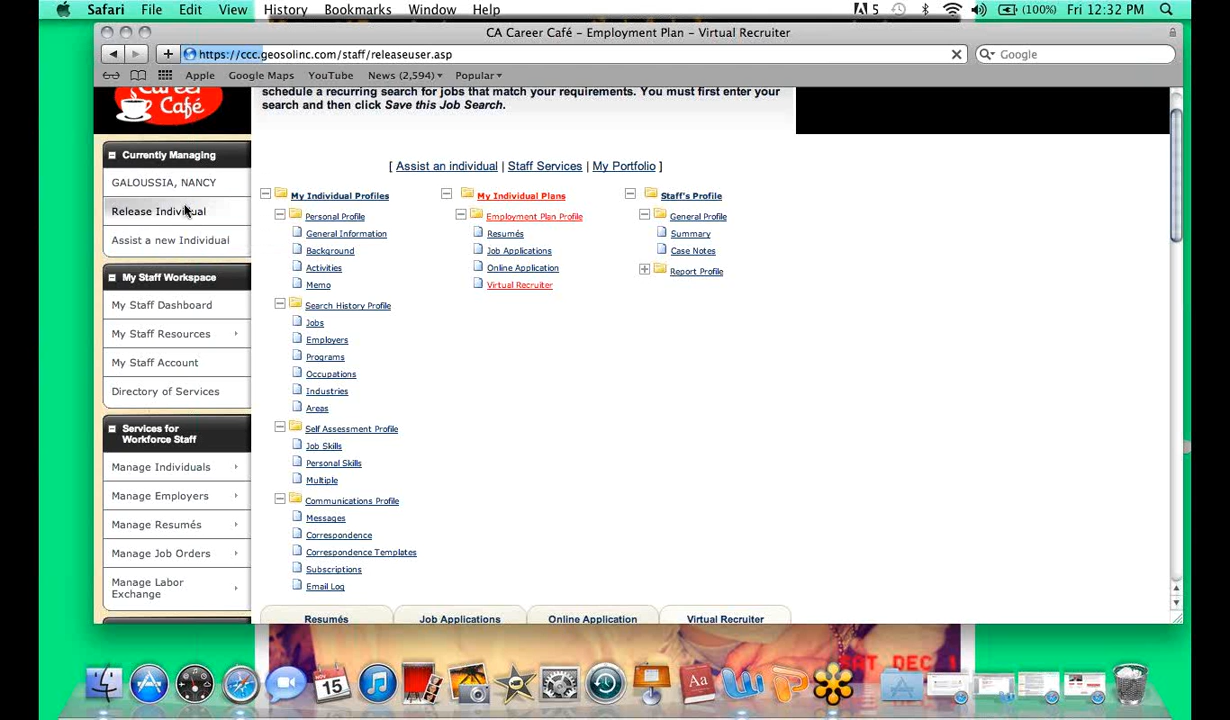 Safari File Edit View History Bookmarks Window Help 5 (100%) Fri 12:32 PM
CA Career Café – Employment Plan – Virtual Recruiter
https://ccc.geosolinc.com/staff/releaseuser.asp Google
Apple Google Maps YouTube News (2,594) Popular
Career
Café
schedule a recurring search for jobs that match your requirements. You must first enter your
search and then click Save this Job Search.
Currently Managing
GALOUSSIA, NANCY
Release Individual
Assist a new Individual
My Staff Workspace
My Staff Dashboard
My Staff Resources
My Staff Account
Directory of Services
Services for
Workforce Staff
Manage Individuals
Manage Employers
Manage Resumés
Manage Job Orders
Manage Labor
Exchange
[ Assist an individual | Staff Services | My Portfolio ]
My Individual Profiles
Personal Profile
General Information
Background
Activities
Memo
Search History Profile
Jobs
Employers
Programs
Occupations
Industries
Areas
Self Assessment Profile
Job Skills
Personal Skills
Multiple
Communications Profile
Messages
Correspondence
Correspondence Templates
Subscriptions
Email Log
My Individual Plans
Employment Plan Profile
Resumés
Job Applications
Online Application
Virtual Recruiter
Staff's Profile
General Profile
Summary
Case Notes
Report Profile
Resumés Job Applications Online Application Virtual Recruiter
SAT DEC 1
NOV
15
Aa